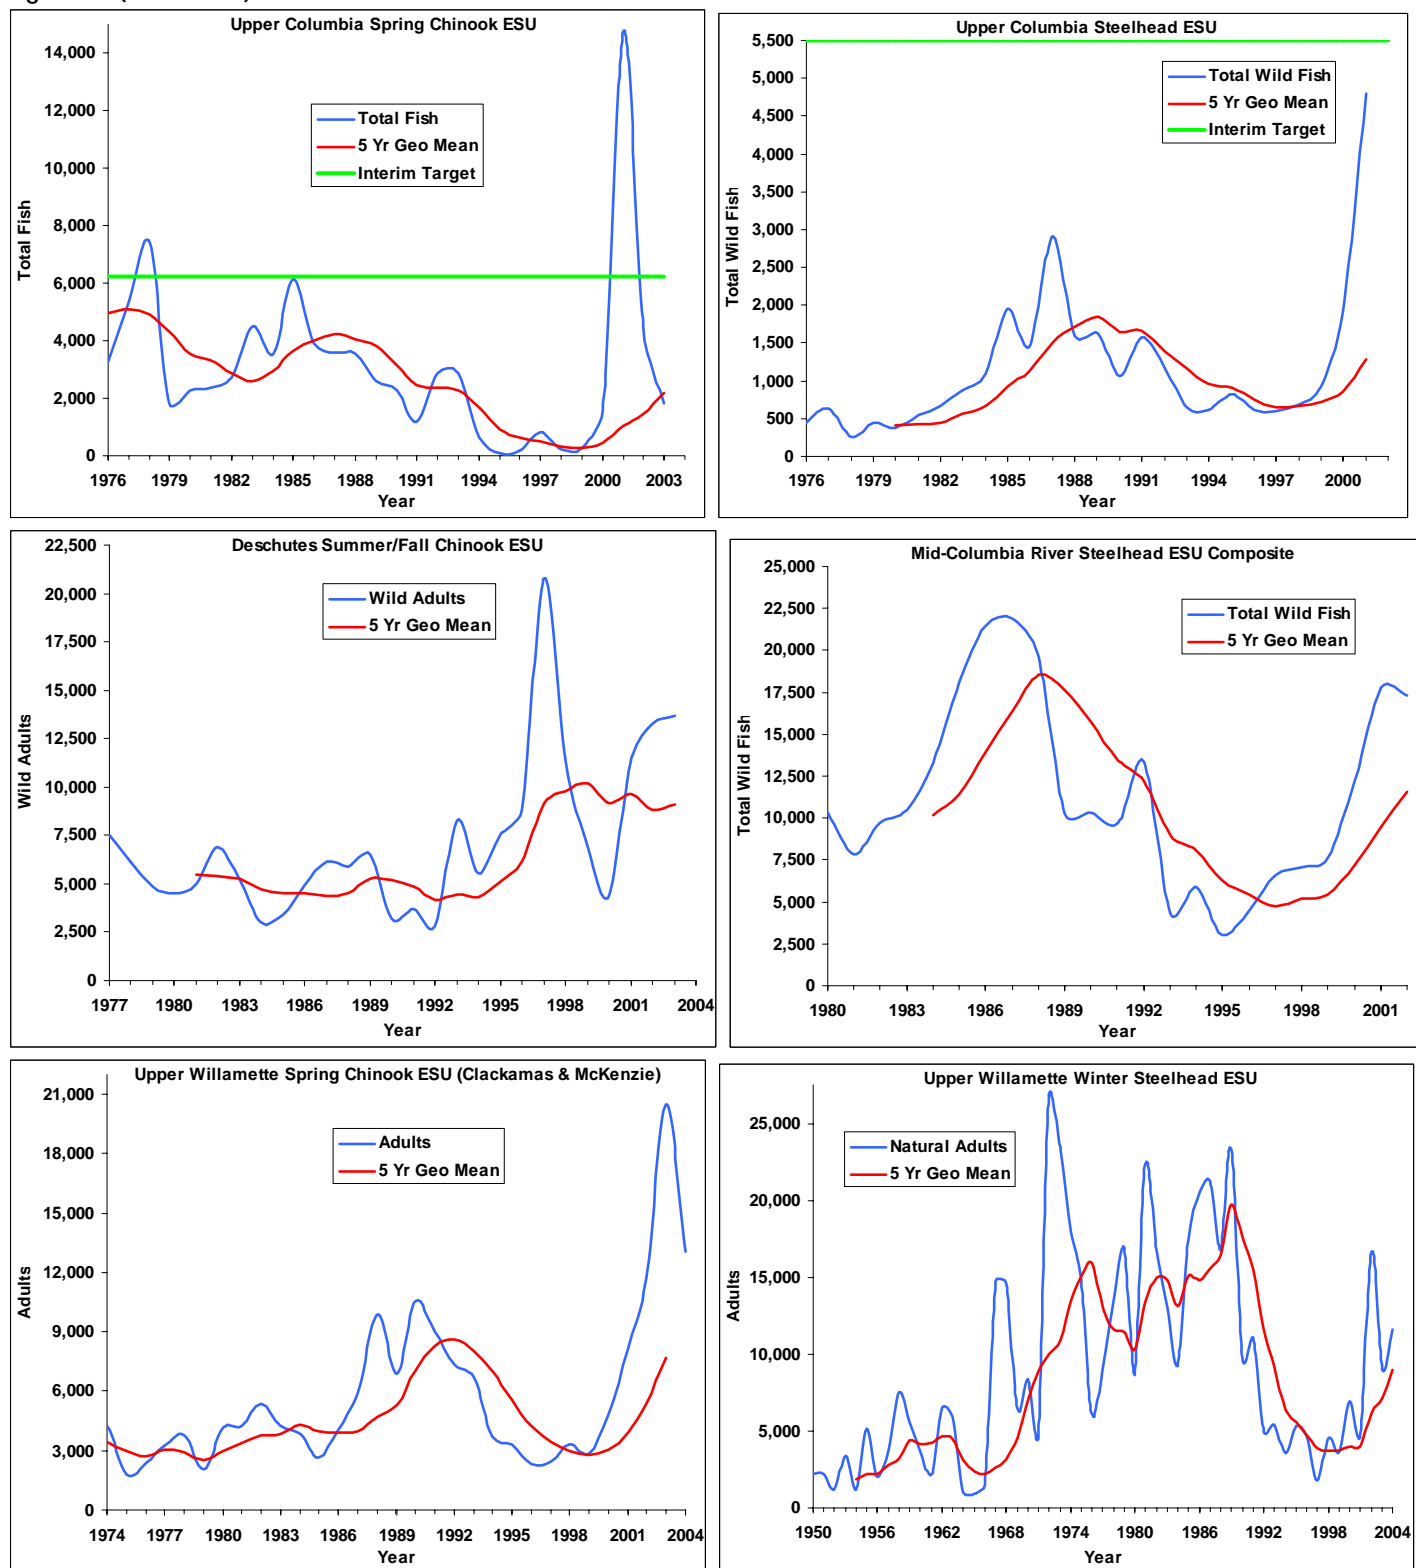 Upper Columbia Spring Chinook ESU
14,000
12,000
10,000
8,000
6,000
4,000
2,000
0
Total Fish
Total Fish
5 Yr Geo Mean
Interim Target
1976 1979 1982 1985 1988 1991 1994 1997 2000 2003
Year
Upper Columbia Steelhead ESU
5,500
5,000
4,500
4,000
3,500
3,000
2,500
2,000
1,500
1,000
500
0
Total Wild Fish
Total Wild Fish
5 Yr Geo Mean
Interim Target
1976 1979 1982 1985 1988 1991 1994 1997 2000
Year
Deschutes Summer/Fall Chinook ESU
22,500
20,000
17,500
15,000
12,500
10,000
7,500
5,000
2,500
0
Wild Adults
Wild Adults
5 Yr Geo Mean
1977 1980 1983 1986 1989 1992 1995 1998 2001 2004
Year
Mid-Columbia River Steelhead ESU Composite
25,000
22,500
20,000
17,500
15,000
12,500
10,000
7,500
5,000
2,500
0
Total Wild Fish
Total Wild Fish
5 Yr Geo Mean
1980 1983 1986 1989 1992 1995 1998 2001
Year
Upper Willamette Spring Chinook ESU (Clackamas & McKenzie)
21,000
18,000
15,000
12,000
9,000
6,000
3,000
0
Adults
Adults
5 Yr Geo Mean
1974 1977 1980 1983 1986 1989 1992 1995 1998 2001 2004
Year
Upper Willamette Winter Steelhead ESU
25,000
20,000
15,000
10,000
5,000
0
Adults
Natural Adults
5 Yr Geo Mean
1950 1956 1962 1968 1974 1980 1986 1992 1998 2004
Year